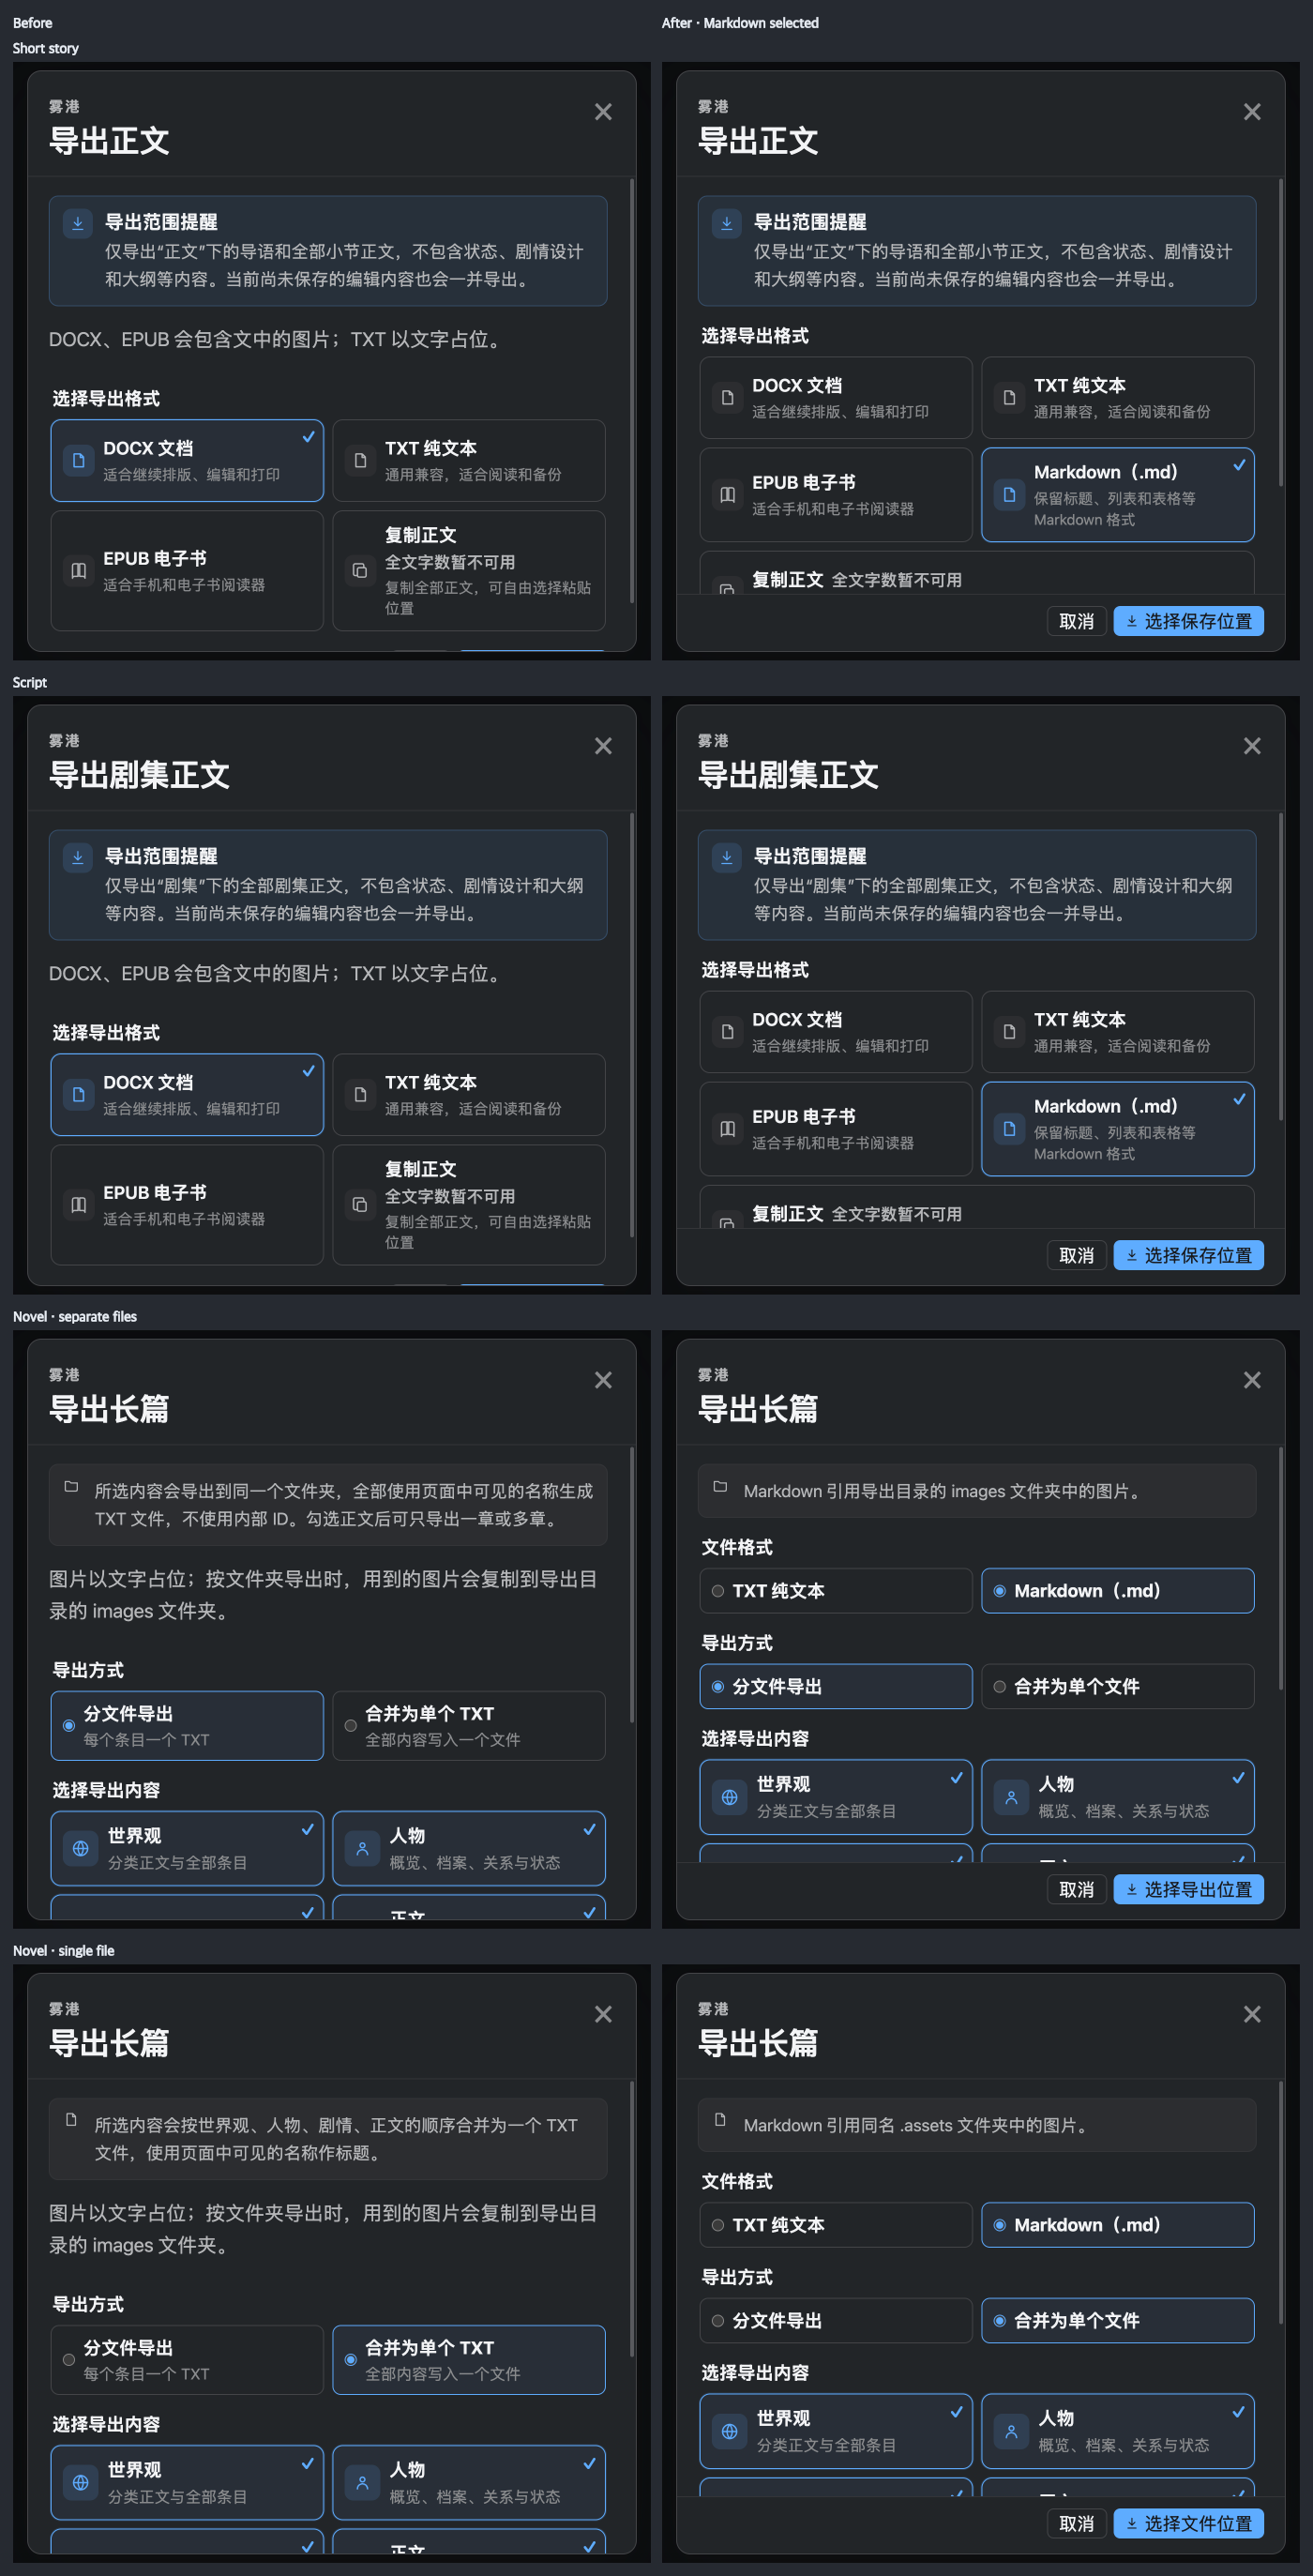 Before
After · Markdown selected
Short story
雾港
导出正文
导出范围提醒
仅导出“正文”下的导语和全部小节正文，不包含状态、剧情设计
和大纲等内容。当前尚未保存的编辑内容也会一并导出。
DOCX、EPUB 会包含文中的图片；TXT 以文字占位。
选择导出格式
DOCX 文档
适合继续排版、编辑和打印
TXT 纯文本
通用兼容，适合阅读和备份
EPUB 电子书
适合手机和电子书阅读器
复制正文
全文字数暂不可用
复制全部正文，可自由选择粘贴
位置
雾港
导出正文
导出范围提醒
仅导出“正文”下的导语和全部小节正文，不包含状态、剧情设计
和大纲等内容。当前尚未保存的编辑内容也会一并导出。
选择导出格式
DOCX 文档
适合继续排版、编辑和打印
TXT 纯文本
通用兼容，适合阅读和备份
EPUB 电子书
适合手机和电子书阅读器
Markdown（.md）
保留标题、列表和表格等
Markdown 格式
复制正文 全文字数暂不可用
取消
选择保存位置
Script
雾港
导出剧集正文
导出范围提醒
仅导出“剧集”下的全部剧集正文，不包含状态、剧情设计和大纲
等内容。当前尚未保存的编辑内容也会一并导出。
DOCX、EPUB 会包含文中的图片；TXT 以文字占位。
选择导出格式
DOCX 文档
适合继续排版、编辑和打印
TXT 纯文本
通用兼容，适合阅读和备份
EPUB 电子书
适合手机和电子书阅读器
复制正文
全文字数暂不可用
复制全部正文，可自由选择粘贴
位置
雾港
导出剧集正文
导出范围提醒
仅导出“剧集”下的全部剧集正文，不包含状态、剧情设计和大纲
等内容。当前尚未保存的编辑内容也会一并导出。
选择导出格式
DOCX 文档
适合继续排版、编辑和打印
TXT 纯文本
通用兼容，适合阅读和备份
EPUB 电子书
适合手机和电子书阅读器
Markdown（.md）
保留标题、列表和表格等
Markdown 格式
复制正文 全文字数暂不可用
取消
选择保存位置
Novel · separate files
雾港
导出长篇
所选内容会导出到同一个文件夹，全部使用页面中可见的名称生成
TXT 文件，不使用内部 ID。勾选正文后可只导出一章或多章。
图片以文字占位；按文件夹导出时，用到的图片会复制到导出目
录的 images 文件夹。
导出方式
分文件导出
每个条目一个 TXT
合并为单个 TXT
全部内容写入一个文件
选择导出内容
世界观
分类正文与全部条目
人物
概览、档案、关系与状态
正文
雾港
导出长篇
Markdown 引用导出目录的 images 文件夹中的图片。
文件格式
TXT 纯文本
Markdown（.md）
导出方式
分文件导出
合并为单个文件
选择导出内容
世界观
分类正文与全部条目
人物
概览、档案、关系与状态
取消
选择导出位置
Novel · single file
雾港
导出长篇
所选内容会按世界观、人物、剧情、正文的顺序合并为一个 TXT
文件，使用页面中可见的名称作标题。
图片以文字占位；按文件夹导出时，用到的图片会复制到导出目
录的 images 文件夹。
导出方式
分文件导出
每个条目一个 TXT
合并为单个 TXT
全部内容写入一个文件
选择导出内容
世界观
分类正文与全部条目
人物
概览、档案、关系与状态
正文
雾港
导出长篇
Markdown 引用同名 .assets 文件夹中的图片。
文件格式
TXT 纯文本
Markdown（.md）
导出方式
分文件导出
合并为单个文件
选择导出内容
世界观
分类正文与全部条目
人物
概览、档案、关系与状态
取消
选择文件位置